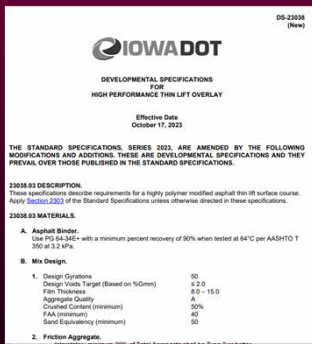 DS-23038
(New)
IOWADOT
DEVELOPMENTAL SPECIFICATIONS
FOR
HIGH PERFORMANCE THIN LIFT OVERLAY
Effective Date
October 17, 2023
THE STANDARD SPECIFICATIONS, SERIES 2023, ARE AMENDED BY THE FOLLOWING
MODIFICATIONS AND ADDITIONS. THESE ARE DEVELOPMENTAL SPECIFICATIONS AND THEY
PREVAIL OVER THOSE PUBLISHED IN THE STANDARD SPECIFICATIONS.
23038.03 DESCRIPTION.
These specifications describe requirements for a highly polymer modified asphalt thin lift surface course.
Apply Section 2303 of the Standard Specifications unless otherwise directed in these specifications.
23038.03 MATERIALS.
A. Asphalt Binder.
Use PG 64-34E+ with a minimum percent recovery of 90% when tested at 64°C per AASHTO T
350 at 3.2 kPa.
B. Mix Design.
1. Design Gyrations 50
Design Voids Target (Based on %Gmm) ≤ 2.0
Film Thickness 8.0 – 15.0
Aggregate Quality A
Crushed Content (minimum) 50%
FAA (minimum) 40
Sand Equivalency (minimum) 50
2. Friction Aggregate.